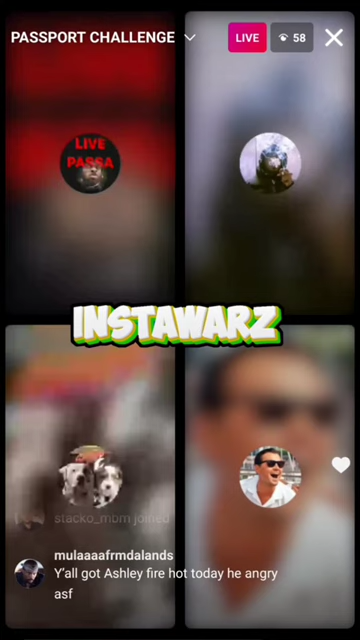 PASSPORT CHALLENGE
LIVE
58
LIVE
PASSA
INSTAWARZ
stacko_mbm joined
mulaaaafrmdalands
Y'all got Ashley fire hot today he angry
asf